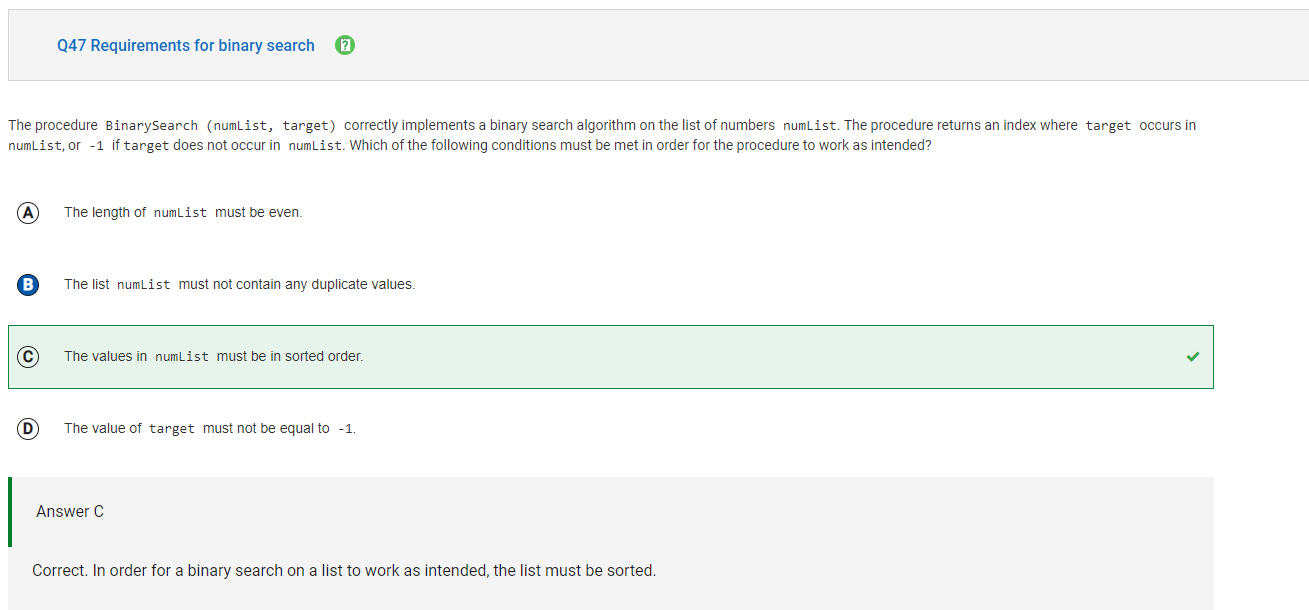 Q47 Requirements for binary search ?
The procedure BinarySearch (numList, target) correctly implements a binary search algorithm on the list of numbers numList. The procedure returns an index where target occurs in
numList, or -1 if target does not occur in numList. Which of the following conditions must be met in order for the procedure to work as intended?
A The length of numList must be even.
B The list numList must not contain any duplicate values.
C The values in numList must be in sorted order.
D The value of target must not be equal to -1.
Answer C
Correct. In order for a binary search on a list to work as intended, the list must be sorted.